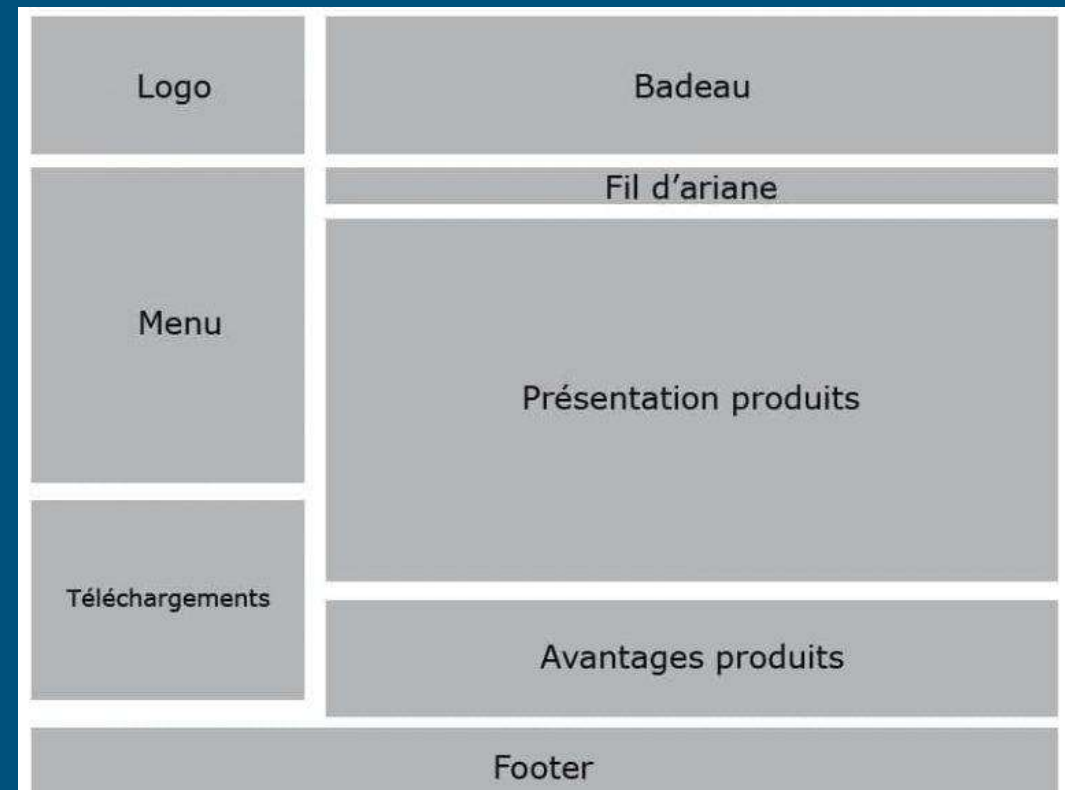 Logo
Badeau
Fil d’ariane
Menu
Présentation produits
Téléchargements
Avantages produits
Footer